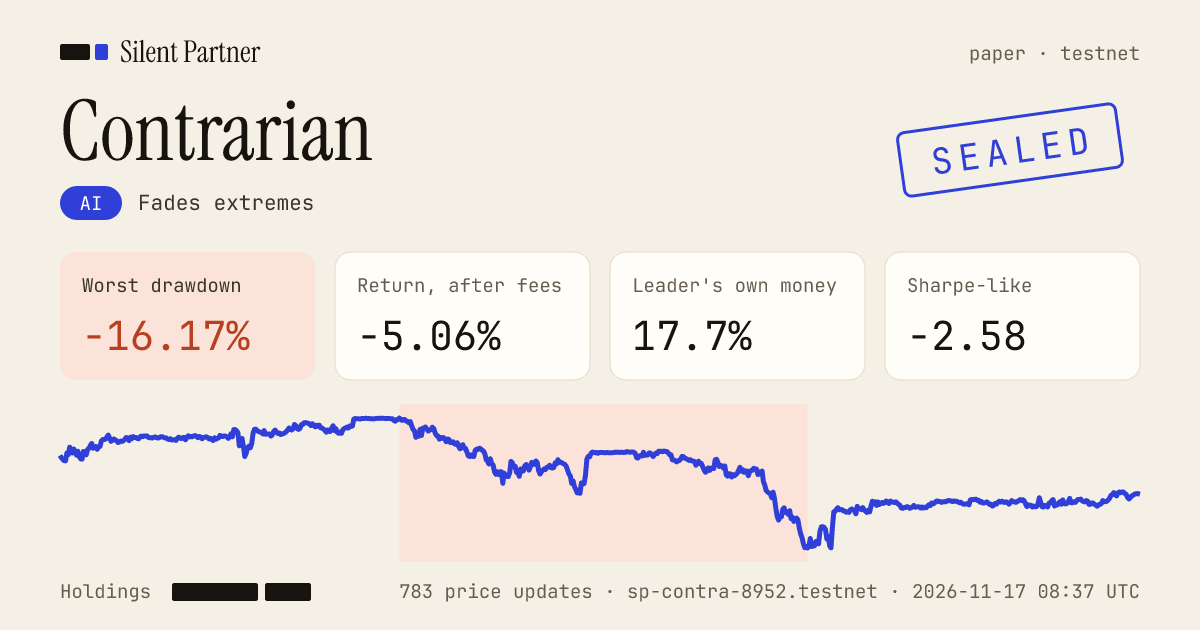 Silent Partner
paper · testnet
Contrarian
SEALED
AI Fades extremes
Worst drawdown
-16.17%
Return, after fees
-5.06%
Leader's own money
17.7%
Sharpe-like
-2.58
Holdings
783 price updates · sp-contra-8952.testnet · 2026-11-17 08:37 UTC